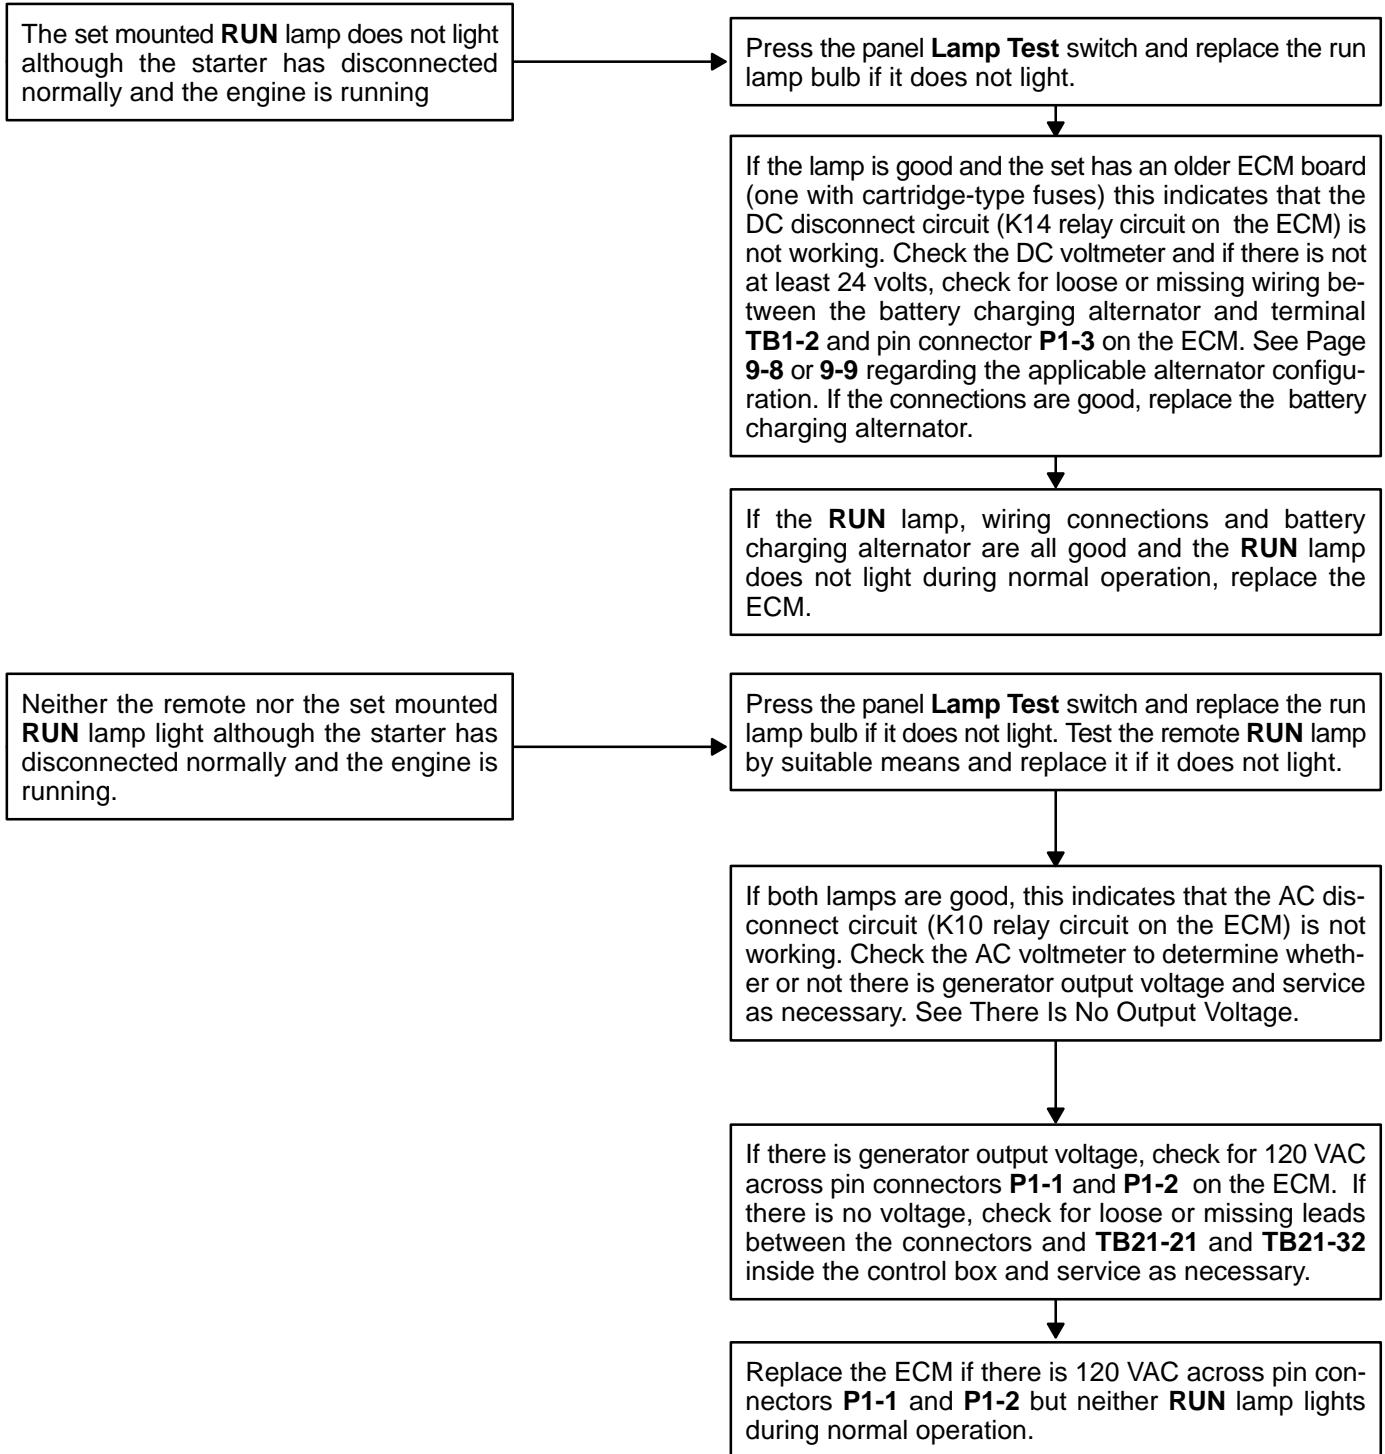 The set mounted RUN lamp does not light
although the starter has disconnected
normally and the engine is running
Press the panel Lamp Test switch and replace the run
lamp bulb if it does not light.
If the lamp is good and the set has an older ECM board
(one with cartridge-type fuses) this indicates that the
DC disconnect circuit (K14 relay circuit on the ECM) is
not working. Check the DC voltmeter and if there is not
at least 24 volts, check for loose or missing wiring be-
tween the battery charging alternator and terminal
TB1-2 and pin connector P1-3 on the ECM. See Page
9-8 or 9-9 regarding the applicable alternator configu-
ration. If the connections are good, replace the battery
charging alternator.
If the RUN lamp, wiring connections and battery
charging alternator are all good and the RUN lamp
does not light during normal operation, replace the
ECM.
Neither the remote nor the set mounted
RUN lamp light although the starter has
disconnected normally and the engine is
running.
Press the panel Lamp Test switch and replace the run
lamp bulb if it does not light. Test the remote RUN lamp
by suitable means and replace it if it does not light.
If both lamps are good, this indicates that the AC dis-
connect circuit (K10 relay circuit on the ECM) is not
working. Check the AC voltmeter to determine wheth-
er or not there is generator output voltage and service
as necessary. See There Is No Output Voltage.
If there is generator output voltage, check for 120 VAC
across pin connectors P1-1 and P1-2 on the ECM. If
there is no voltage, check for loose or missing leads
between the connectors and TB21-21 and TB21-32
inside the control box and service as necessary.
Replace the ECM if there is 120 VAC across pin con-
nectors P1-1 and P1-2 but neither RUN lamp lights
during normal operation.